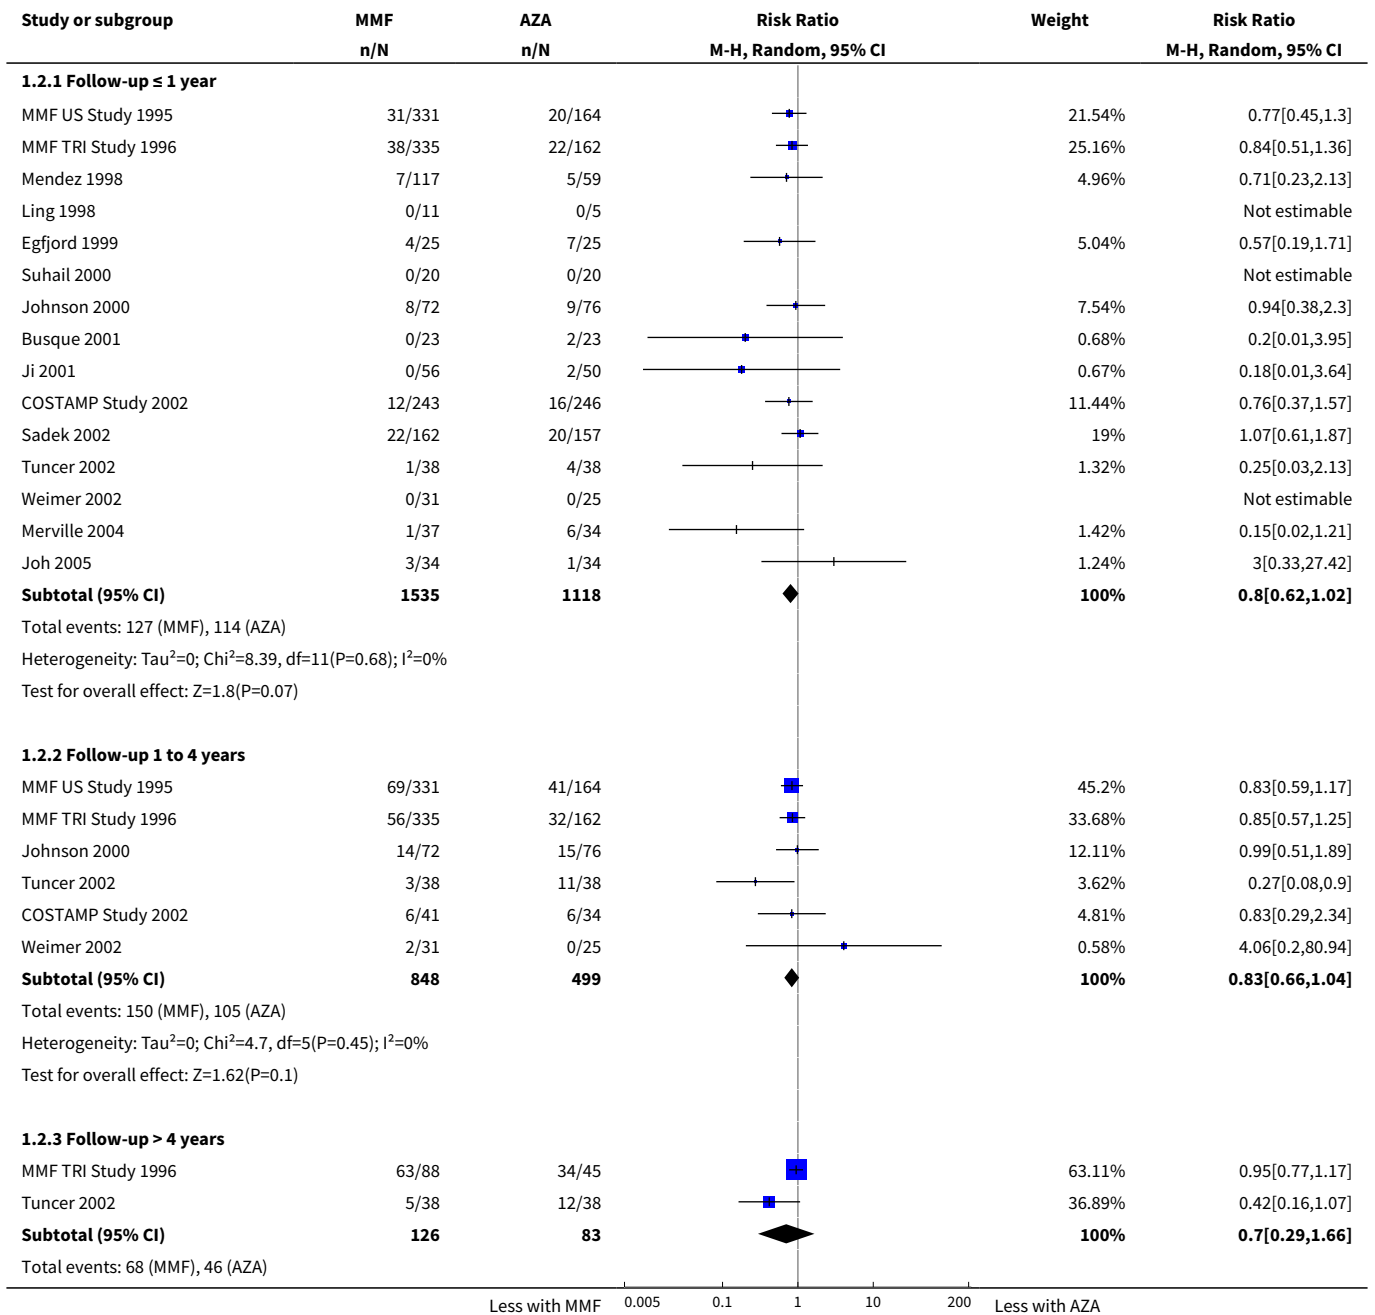 Study or subgroup MMF AZA Risk Ratio Weight Risk Ratio
n/N n/N M-H, Random, 95% CI M-H, Random, 95% CI
1.2.1 Follow-up ≤ 1 year
MMF US Study 1995 31/331 20/164 21.54% 0.77[0.45,1.3]
MMF TRI Study 1996 38/335 22/162 25.16% 0.84[0.51,1.36]
Mendez 1998 7/117 5/59 4.96% 0.71[0.23,2.13]
Ling 1998 0/11 0/5 Not estimable
Egfjord 1999 4/25 7/25 5.04% 0.57[0.19,1.71]
Suhail 2000 0/20 0/20 Not estimable
Johnson 2000 8/72 9/76 7.54% 0.94[0.38,2.3]
Busque 2001 0/23 2/23 0.68% 0.2[0.01,3.95]
Ji 2001 0/56 2/50 0.67% 0.18[0.01,3.64]
COSTAMP Study 2002 12/243 16/246 11.44% 0.76[0.37,1.57]
Sadek 2002 22/162 20/157 19% 1.07[0.61,1.87]
Tuncer 2002 1/38 4/38 1.32% 0.25[0.03,2.13]
Weimer 2002 0/31 0/25 Not estimable
Merville 2004 1/37 6/34 1.42% 0.15[0.02,1.21]
Joh 2005 3/34 1/34 1.24% 3[0.33,27.42]
Subtotal (95% CI) 1535 1118 100% 0.8[0.62,1.02]
Total events: 127 (MMF), 114 (AZA)
Heterogeneity: Tau²=0; Chi²=8.39, df=11(P=0.68); I²=0%
Test for overall effect: Z=1.8(P=0.07)
1.2.2 Follow-up 1 to 4 years
MMF US Study 1995 69/331 41/164 45.2% 0.83[0.59,1.17]
MMF TRI Study 1996 56/335 32/162 33.68% 0.85[0.57,1.25]
Johnson 2000 14/72 15/76 12.11% 0.99[0.51,1.89]
Tuncer 2002 3/38 11/38 3.62% 0.27[0.08,0.9]
COSTAMP Study 2002 6/41 6/34 4.81% 0.83[0.29,2.34]
Weimer 2002 2/31 0/25 0.58% 4.06[0.2,80.94]
Subtotal (95% CI) 848 499 100% 0.83[0.66,1.04]
Total events: 150 (MMF), 105 (AZA)
Heterogeneity: Tau²=0; Chi²=4.7, df=5(P=0.45); I²=0%
Test for overall effect: Z=1.62(P=0.1)
1.2.3 Follow-up > 4 years
MMF TRI Study 1996 63/88 34/45 63.11% 0.95[0.77,1.17]
Tuncer 2002 5/38 12/38 36.89% 0.42[0.16,1.07]
Subtotal (95% CI) 126 83 100% 0.7[0.29,1.66]
Total events: 68 (MMF), 46 (AZA)
Less with MMF 0.005 0.1 1 10 200 Less with AZA